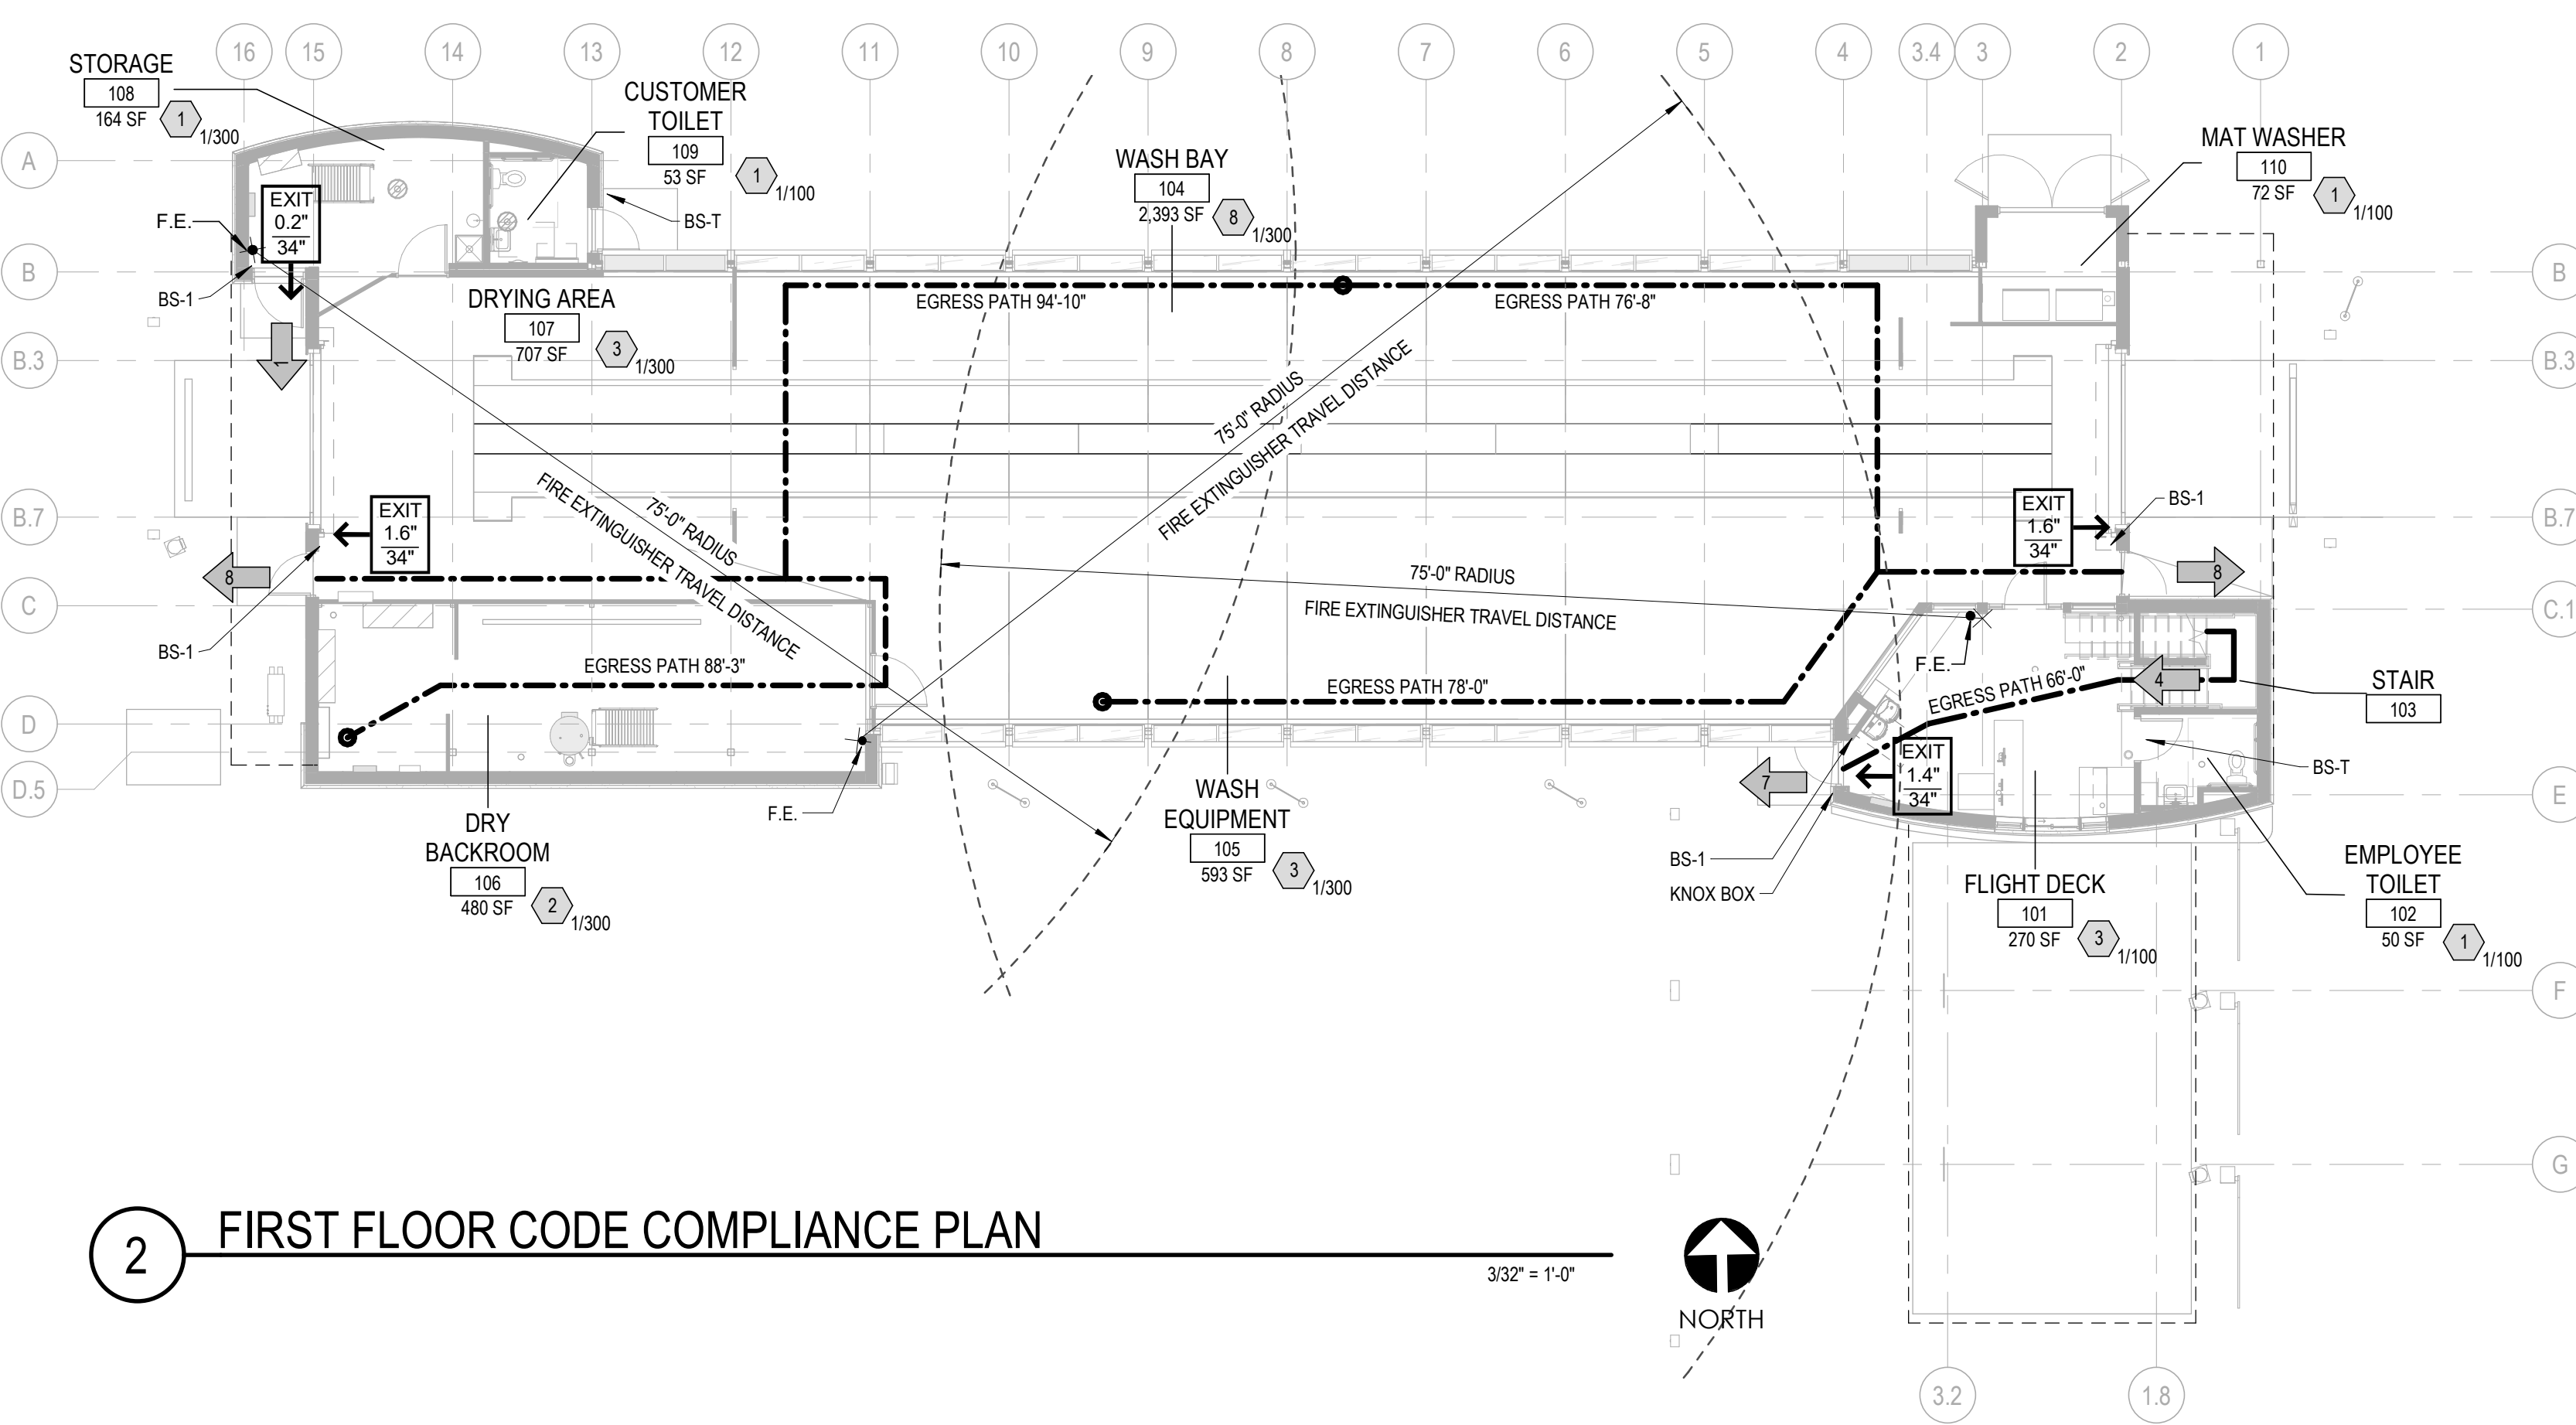 16
15
14
13
12
11
10
9
8
7
6
5
4
3.4
3
2
1
STORAGE
108
164 SF
1
1/300
CUSTOMER
TOILET
109
53 SF
1
1/100
BS-T
WASH BAY
104
2,393 SF
8
1/300
MAT WASHER
110
72 SF
1
1/100
A
B
B.3
B.7
C
D
D.5
B
B.3
B.7
C.1
E
F
G
F.E.
EXIT
0.2"
34"
BS-1
1
DRYING AREA
107
707 SF
3
1/300
EGRESS PATH 94'-10"
EGRESS PATH 76'-8"
75'-0" RADIUS
FIRE EXTINGUISHER TRAVEL DISTANCE
75'-0" RADIUS
FIRE EXTINGUISHER TRAVEL DISTANCE
EXIT
1.6"
34"
8
BS-1
EXIT
1.6"
34"
BS-1
8
75'-0" RADIUS
FIRE EXTINGUISHER TRAVEL DISTANCE
EGRESS PATH 88'-3"
EGRESS PATH 78'-0"
F.E.
EGRESS PATH 66'-0"
4
STAIR
103
EXIT
1.4"
34"
7
BS-T
F.E.
DRY
BACKROOM
106
480 SF
2
1/300
WASH
EQUIPMENT
105
593 SF
3
1/300
BS-1
KNOX BOX
FLIGHT DECK
101
270 SF
3
1/100
EMPLOYEE
TOILET
102
50 SF
1
1/100
2
FIRST FLOOR CODE COMPLIANCE PLAN
3/32" = 1'-0"
NORTH
3.2
1.8